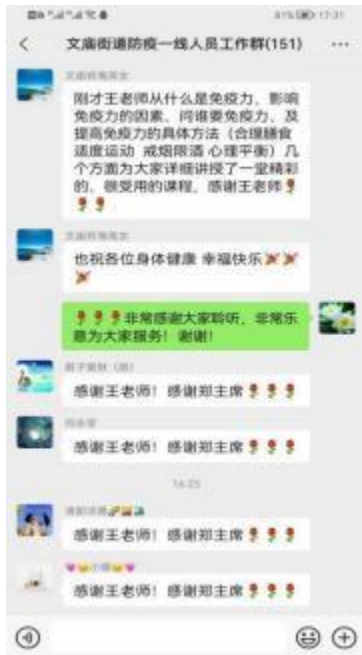 81% 17:31
文庙街道防疫一线人员工作群(151)
刚才王老师从什么是免疫力, 影响
免疫力的因素, 问谁要免疫力, 及
提高免疫力的具体方法 (合理膳食
适度运动 戒烟限酒 心理平衡) 几
个方面为大家详细讲授了一堂精彩
的、很受用的课程, 感谢王老师🌹
🌹🌹
也祝各位身体健康 幸福快乐🎉🎉
🎉
🌹🌹🌹非常感谢大家聆听, 非常乐
意为大家服务! 谢谢!
感谢王老师! 感谢郑主席🌹🌹🌹
感谢王老师! 感谢郑主席🌹🌹🌹
16:25
感谢王老师! 感谢郑主席🌹🌹🌹
感谢王老师! 感谢郑主席🌹🌹🌹